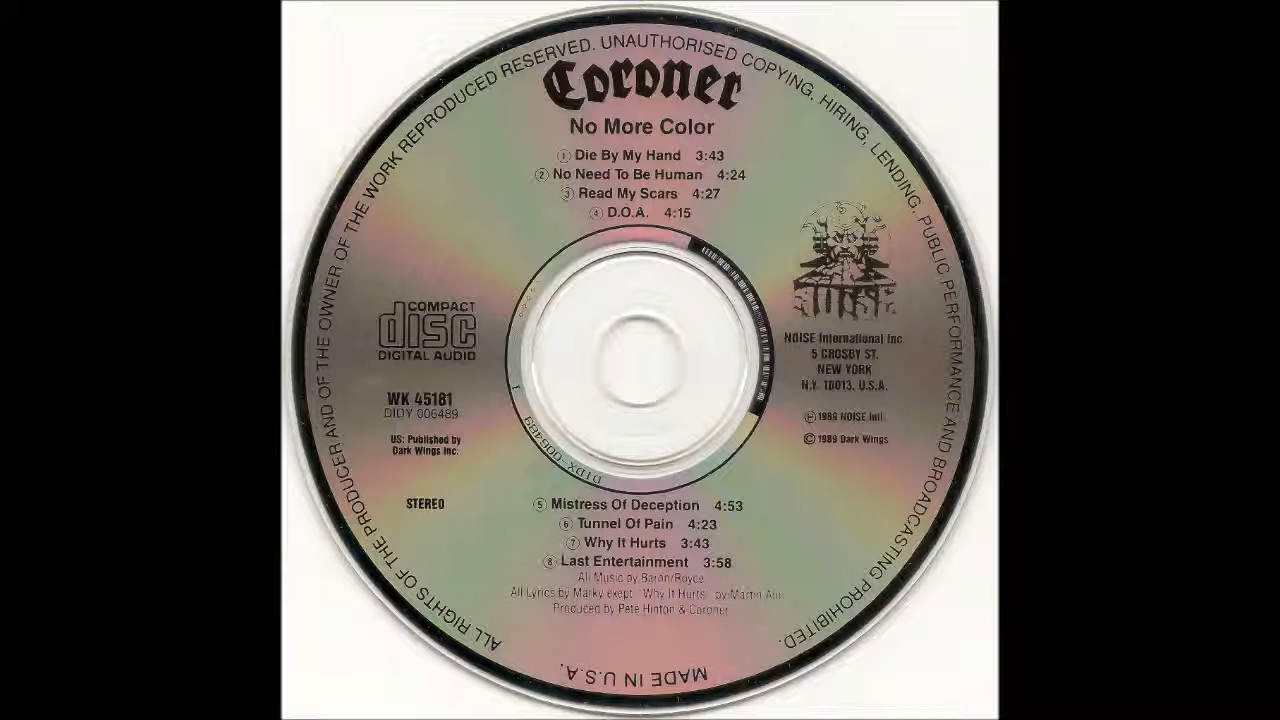 ALL RIGHTS OF THE PRODUCER AND OF THE OWNER OF THE WORK REPRODUCED RESERVED. UNAUTHORISED COPYING, HIRING, LENDING, PUBLIC PERFORMANCE AND BROADCASTING PROHIBITED.
Coroner
No More Color
1 Die By My Hand 3:43
2 No Need To Be Human 4:24
3 Read My Scars 4:27
4 D.O.A. 4:15
COMPACT
disc
DIGITAL AUDIO
WK 45181
DIDY 006489
US: Published by
Dark Wings Inc.
STEREO
NOISE International Inc.
5 CROSBY ST.
NEW YORK
N.Y. 10013, U.S.A.
℗ 1989 NOISE Intl.
© 1989 Dark Wings
DIDX-006489
1
5 Mistress Of Deception 4:53
6 Tunnel Of Pain 4:23
7 Why It Hurts 3:43
8 Last Entertainment 3:58
All Music by Baron/Royce
All Lyrics by Marky exept "Why It Hurts" by Martin Ain
Produced by Pete Hinton & Coroner
MADE IN U.S.A.